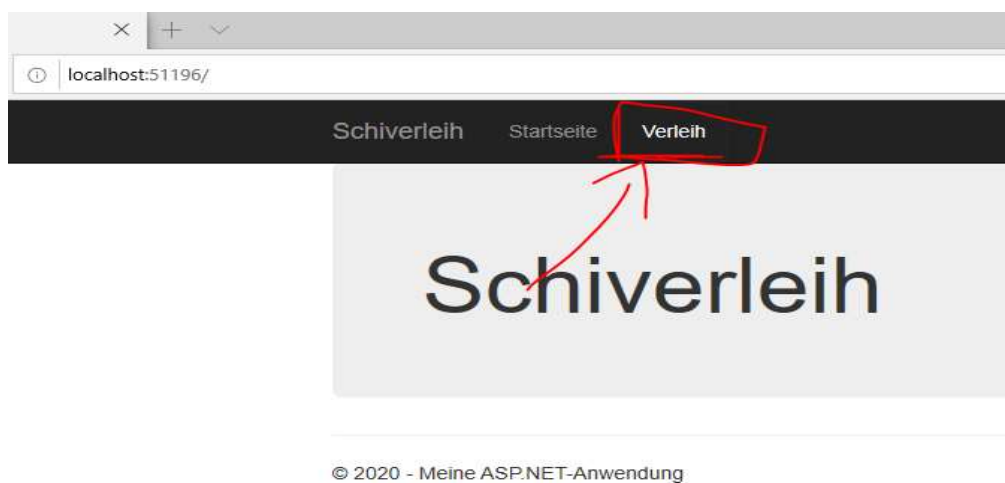 localhost:51196/
Schiverleih Startseite Verleih
Schiverleih
© 2020 - Meine ASP.NET-Anwendung